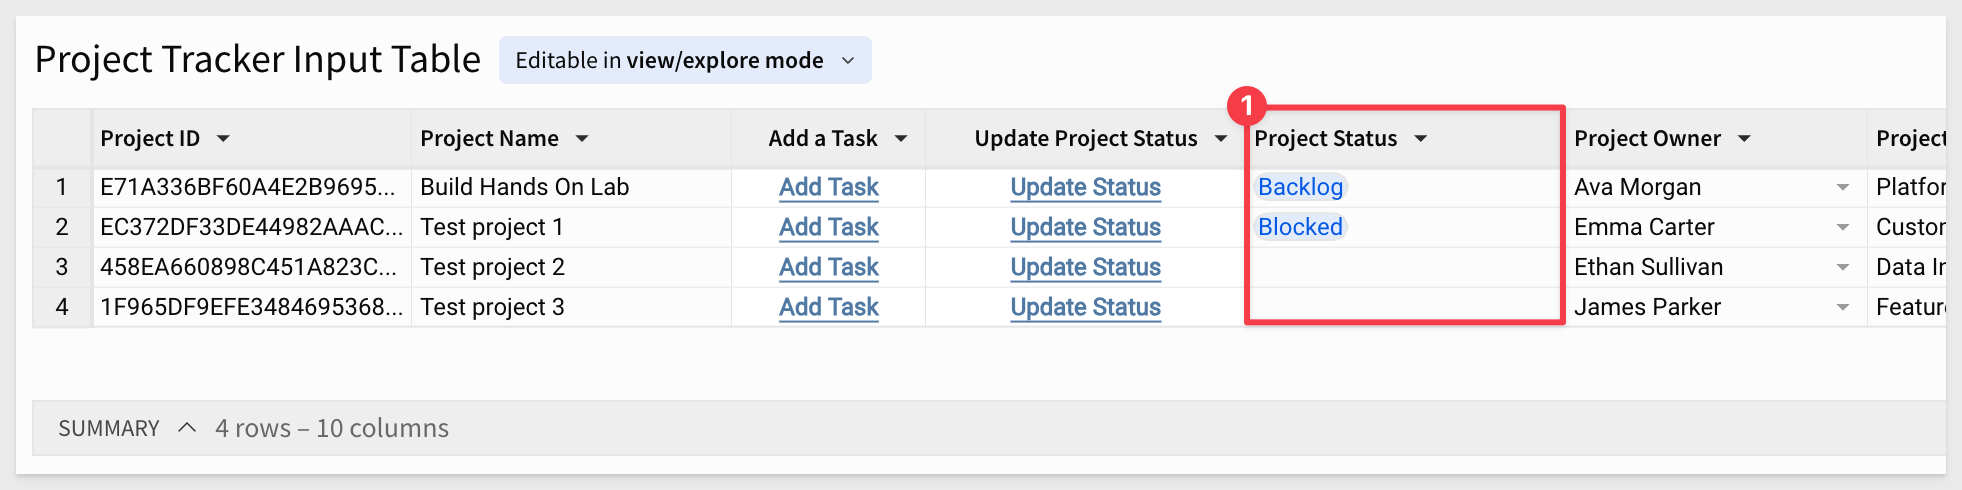 Project Tracker Input Table Editable in view/explore mode
1
Project ID Project Name Add a Task Update Project Status Project Status Project Owner Project
1 E71A336BF60A4E2B9695... Build Hands On Lab Add Task Update Status Backlog Ava Morgan Platfor
2 EC372DF33DE44982AAAC... Test project 1 Add Task Update Status Blocked Emma Carter Custom
3 458EA660898C451A823C... Test project 2 Add Task Update Status Ethan Sullivan Data In
4 1F965DF9EFE3484695368... Test project 3 Add Task Update Status James Parker Feature
SUMMARY 4 rows – 10 columns